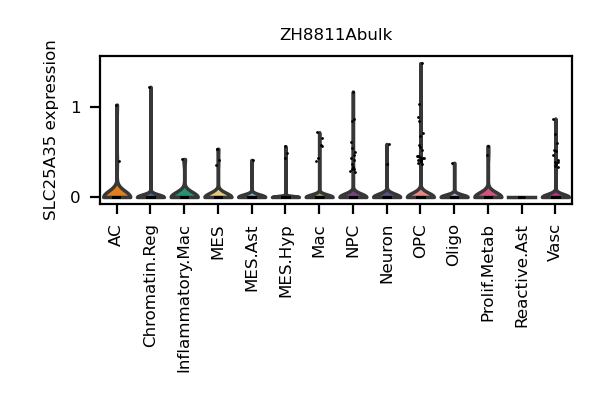 ZH8811Abulk
SLC25A35 expression
1
0
AC
Chromatin.Reg
Inflammatory.Mac
MES
MES.Ast
MES.Hyp
Mac
NPC
Neuron
OPC
Oligo
Prolif.Metab
Reactive.Ast
Vasc